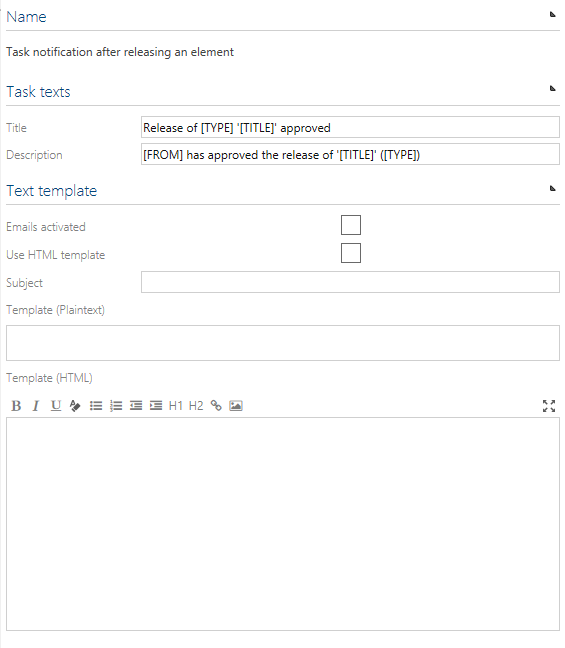 Name
Task notification after releasing an element
Task texts
Title Release of [TYPE] '[TITLE]' approved
Description [FROM] has approved the release of '[TITLE]' ([TYPE])
Text template
Emails activated
Use HTML template
Subject
Template (Plaintext)
Template (HTML)
B I U H1 H2